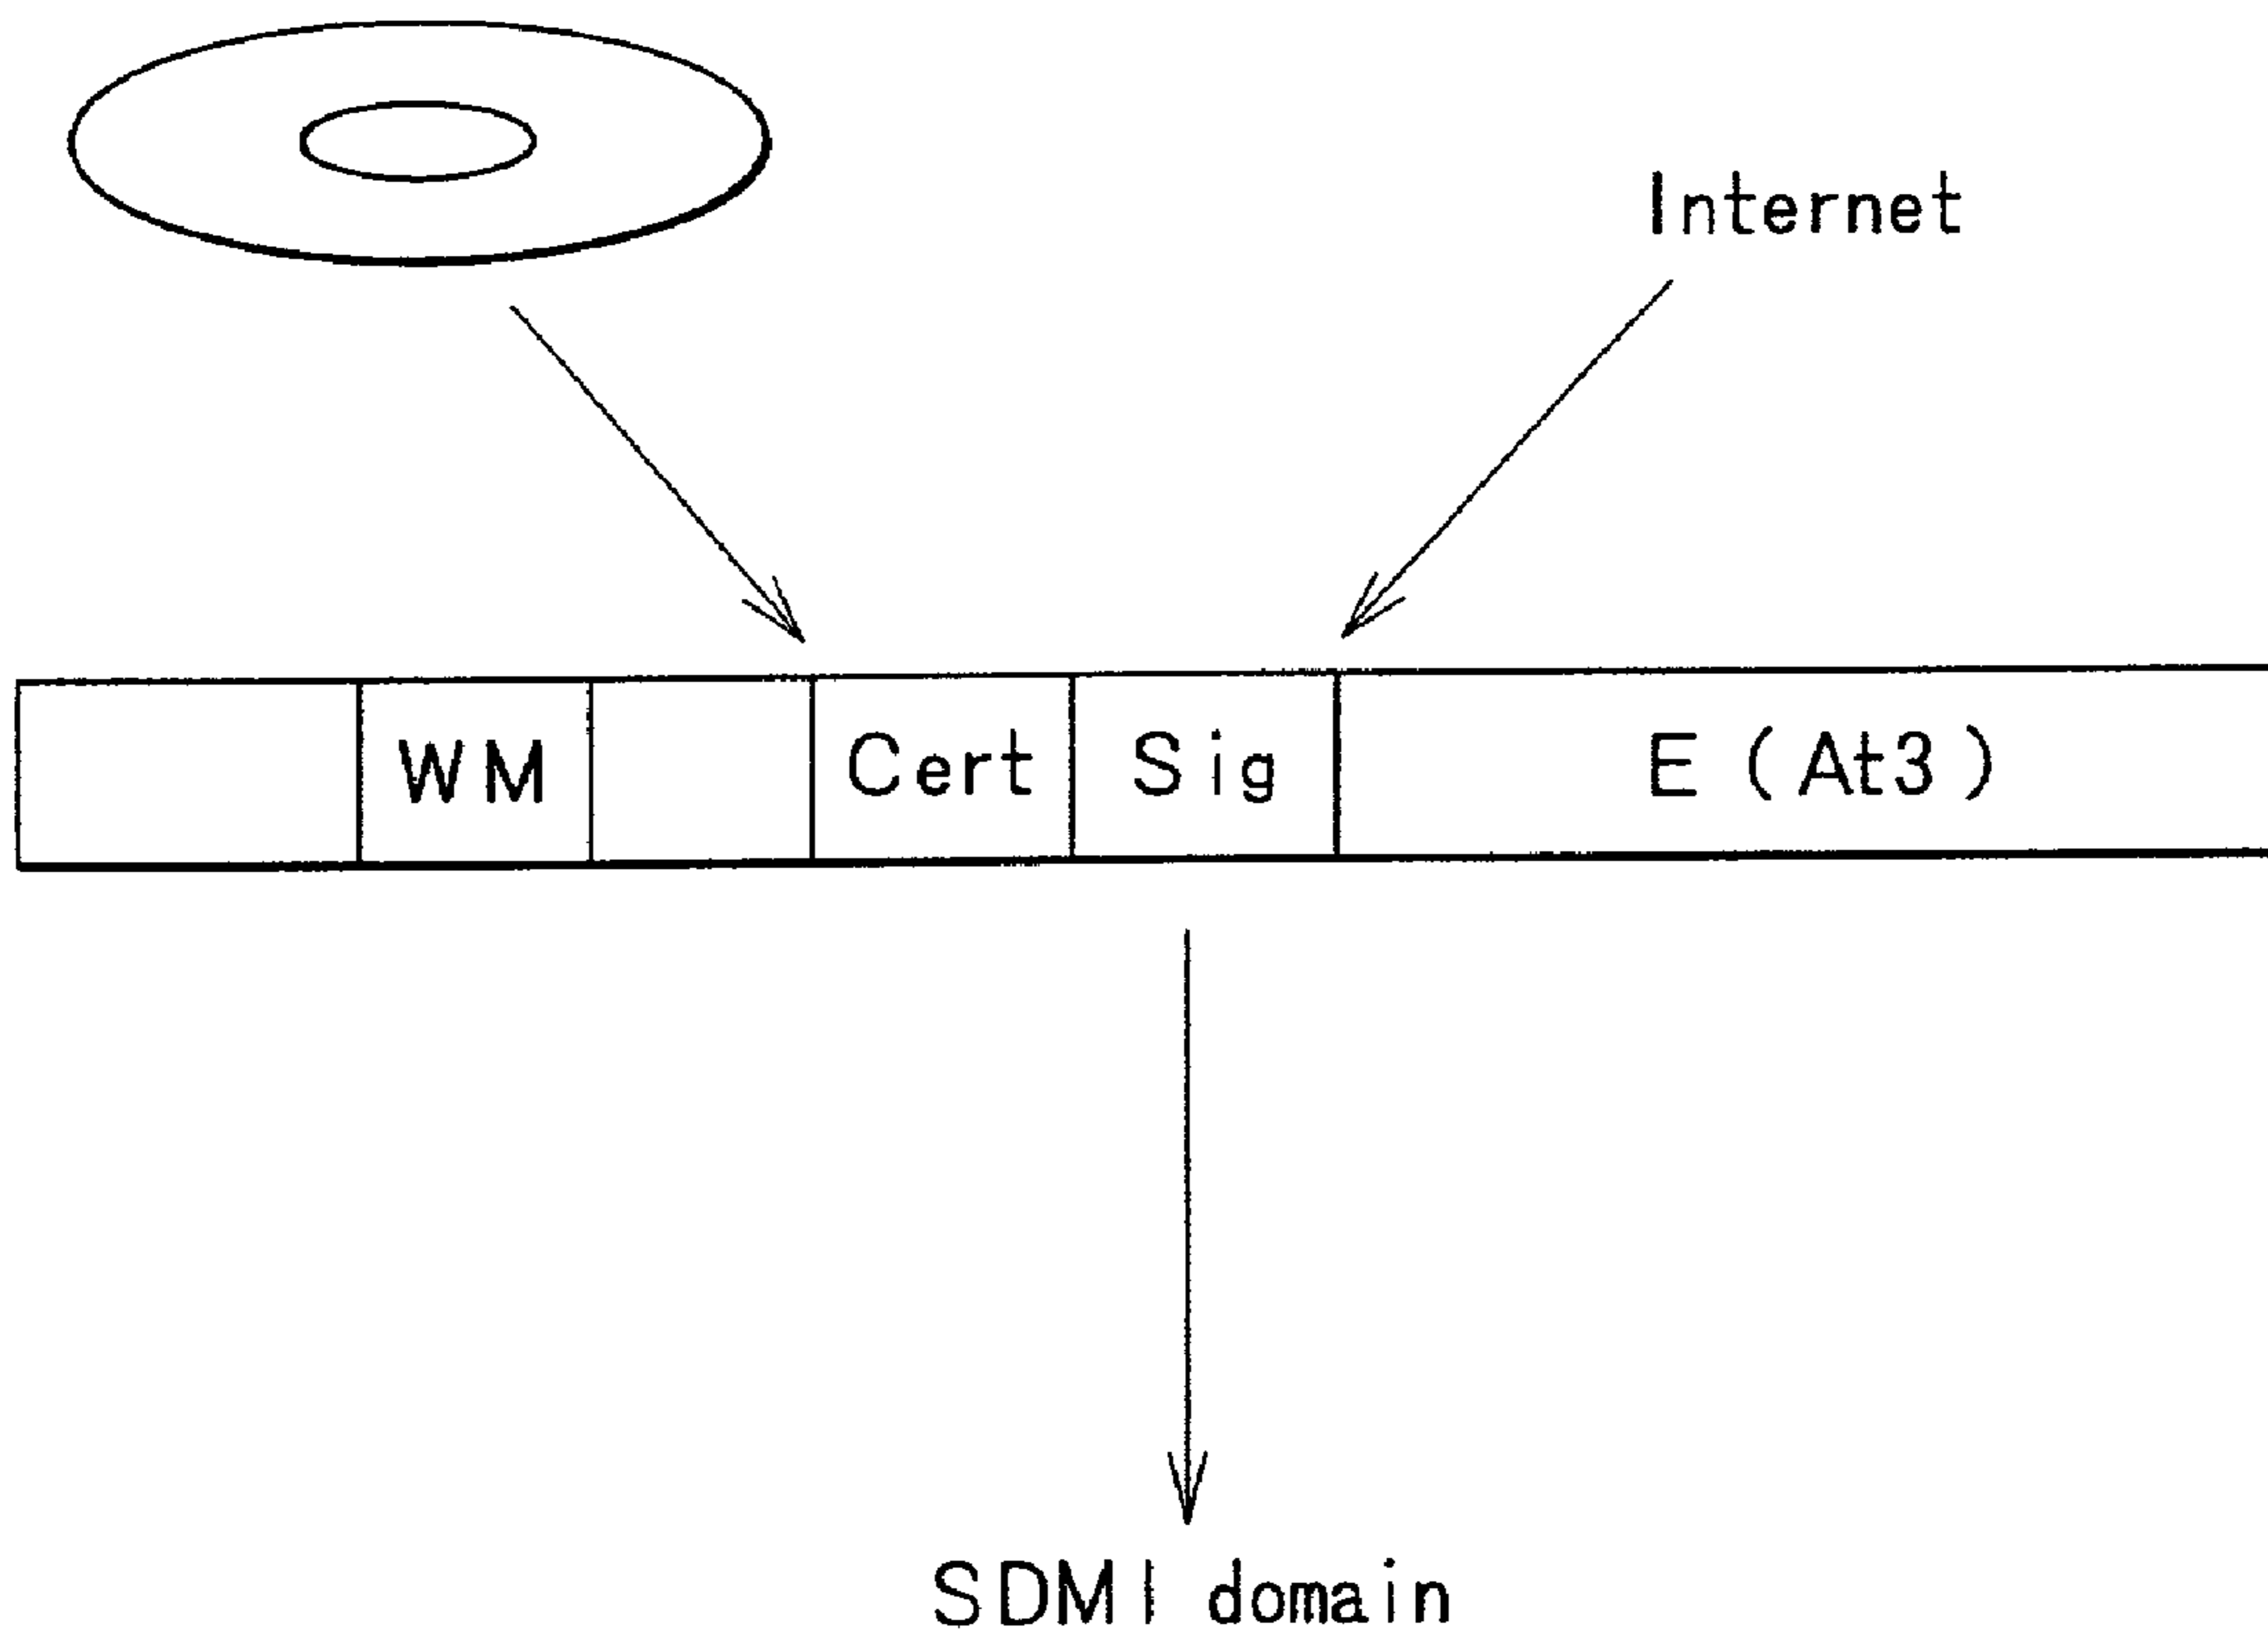 Internet
WM Cert Sig E (At3)
SDMI domain